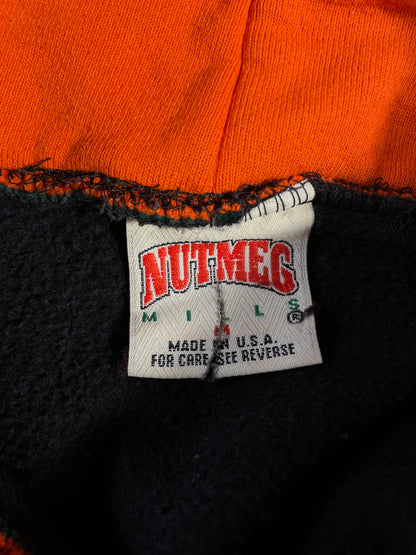 NUTMEG
MILLS®
M
MADE IN U.S.A.
FOR CARE SEE REVERSE